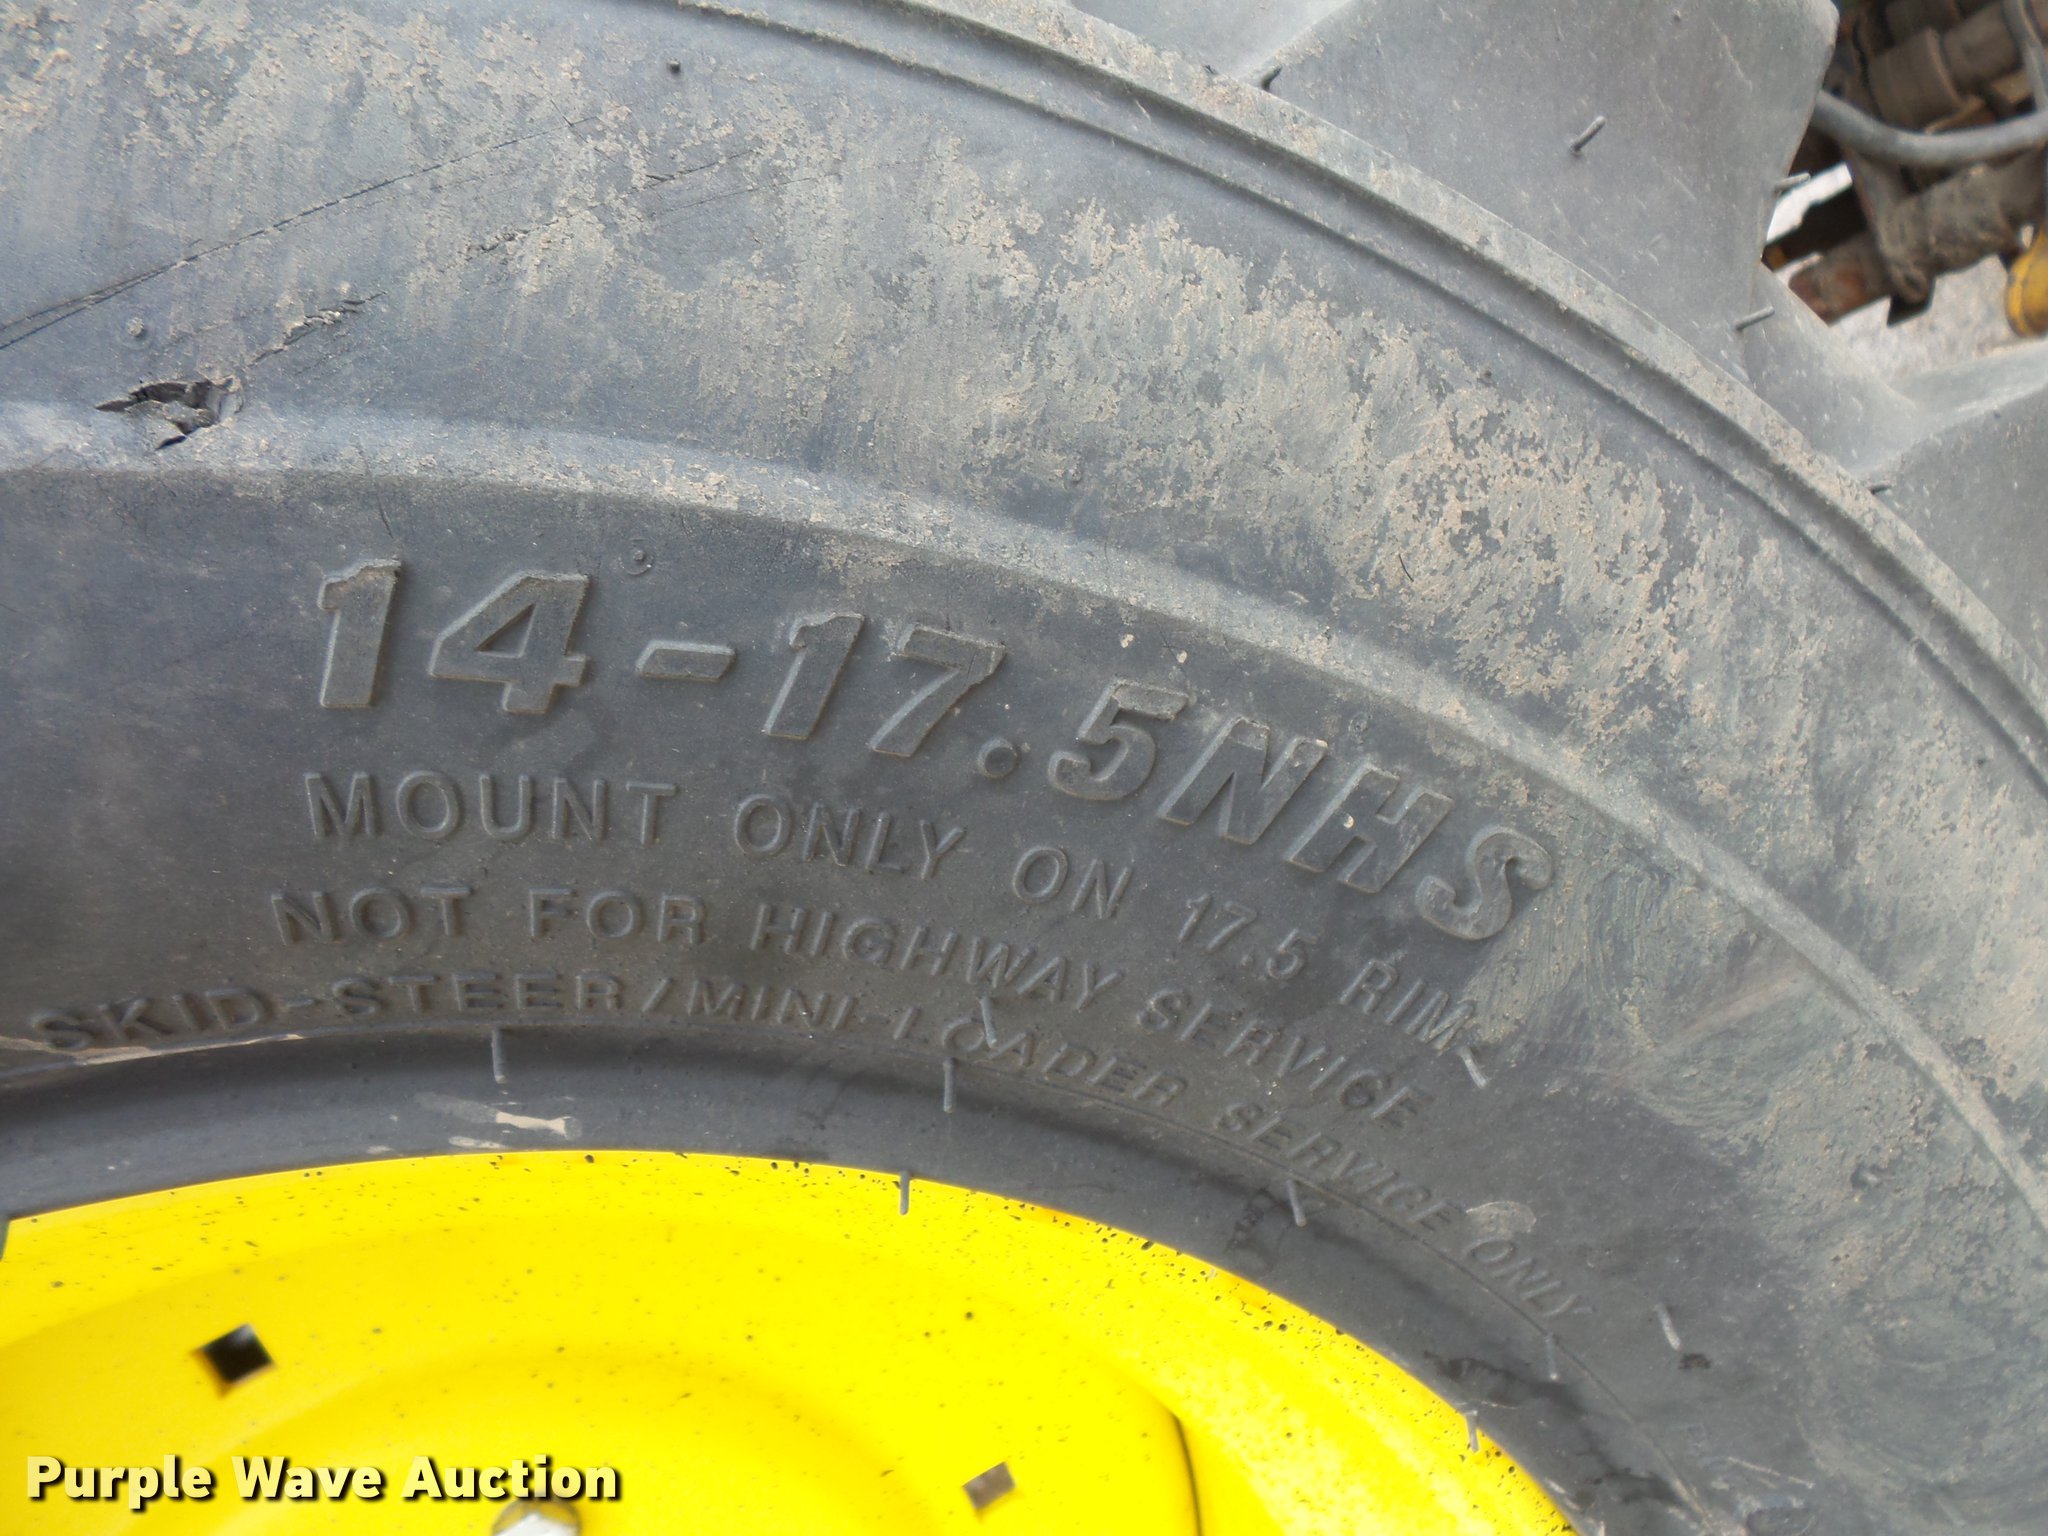 14-17.5NHS
MOUNT ONLY ON 17.5 RIM
NOT FOR HIGHWAY SERVICE
SKID-STEER/MINI-LOADER SERVICE ONLY
Purple Wave Auction